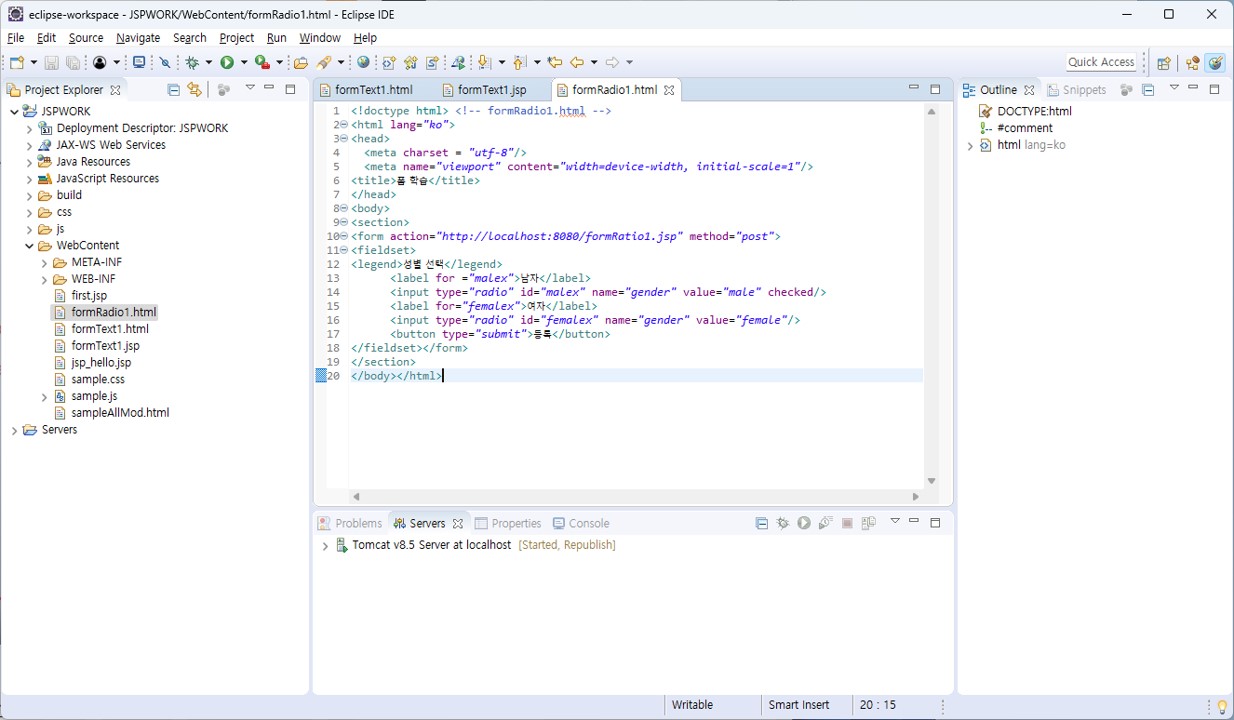 eclipse-workspace - JSPWORK/WebContent/formRadio1.html - Eclipse IDE
File Edit Source Navigate Search Project Run Window Help
Quick Access
Project Explorer
JSPWORK
Deployment Descriptor: JSPWORK
JAX-WS Web Services
Java Resources
JavaScript Resources
build
css
js
WebContent
META-INF
WEB-INF
first.jsp
formRadio1.html
formText1.html
formText1.jsp
jsp_hello.jsp
sample.css
sample.js
sampleAllMod.html
Servers
formText1.html formText1.jsp formRadio1.html
1 <!doctype html> <!-- formRadio1.html -->
2 <html lang="ko">
3 <head>
4 <meta charset = "utf-8"/>
5 <meta name="viewport" content="width=device-width, initial-scale=1"/>
6 <title>폼 학습</title>
7 </head>
8 <body>
9 <section>
10 <form action="http://localhost:8080/formRatio1.jsp" method="post">
11 <fieldset>
12 <legend>성별 선택</legend>
13 <label for ="malex">남자</label>
14 <input type="radio" id="malex" name="gender" value="male" checked/>
15 <label for="femalex">여자</label>
16 <input type="radio" id="femalex" name="gender" value="female"/>
17 <button type="submit">등록</button>
18 </fieldset></form>
19 </section>
20 </body></html>
Problems Servers Properties Console
Tomcat v8.5 Server at localhost [Started, Republish]
Outline Snippets
DOCTYPE:html
#comment
html lang=ko
Writable Smart Insert 20 : 15